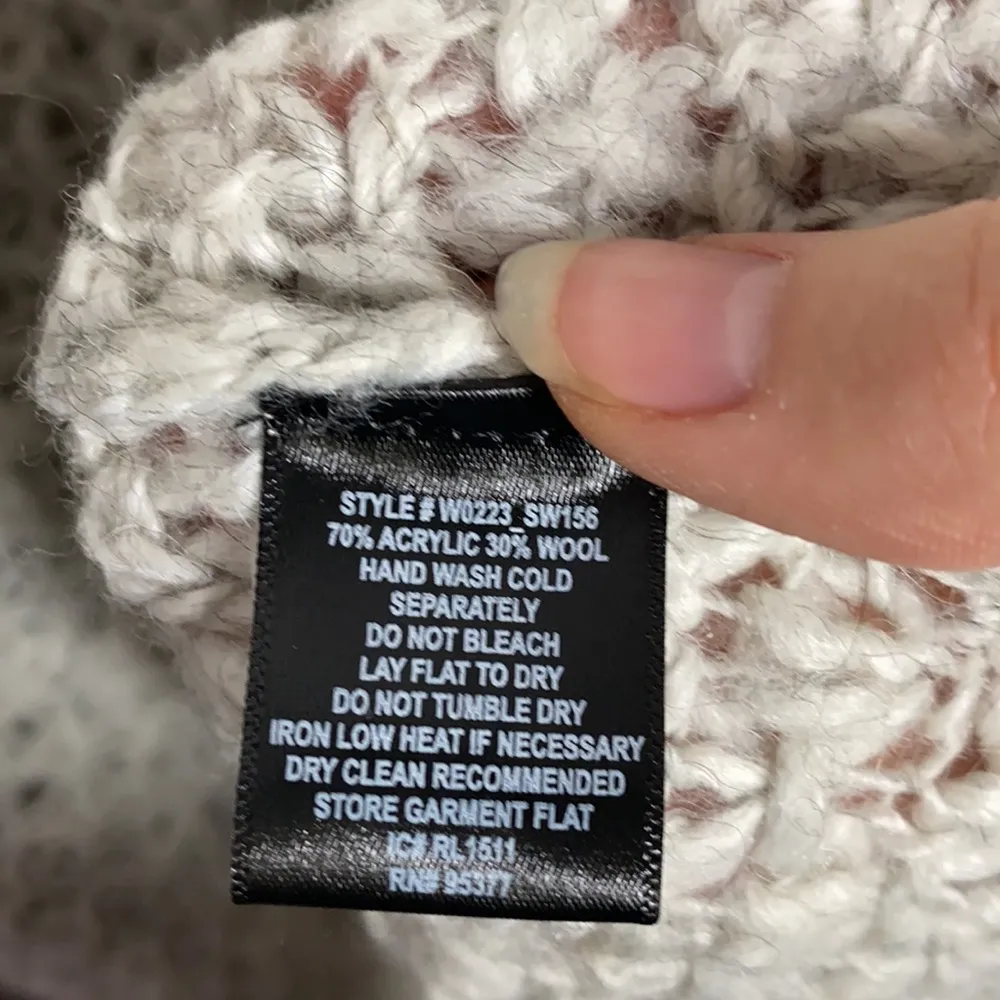 STYLE # W0223_SW156
70% ACRYLIC 30% WOOL
HAND WASH COLD
SEPARATELY
DO NOT BLEACH
LAY FLAT TO DRY
DO NOT TUMBLE DRY
IRON LOW HEAT IF NECESSARY
DRY CLEAN RECOMMENDED
STORE GARMENT FLAT
IC# RL1511
RN# 95377